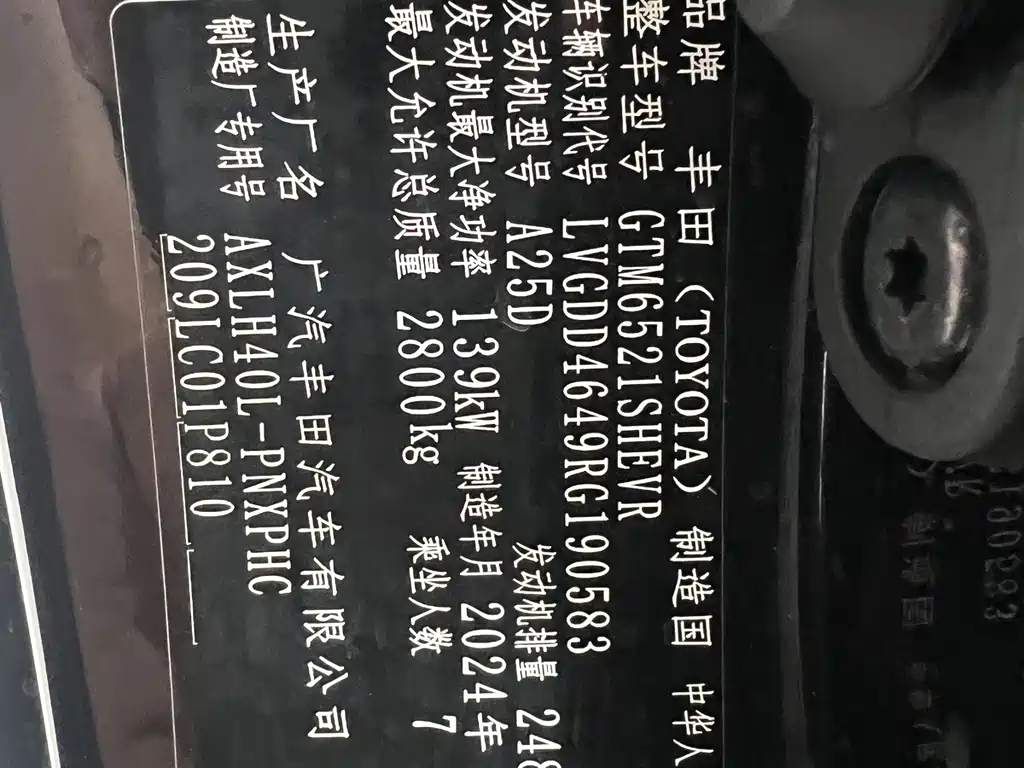 品牌 丰田(TOYOTA) 制造国 中华人
整车型号 GTM6521SHEVR
车辆识别代号 LVGDD4649RG190583
发动机型号 A25D 发动机排量 248
发动机最大净功率 139kW 制造年月 2024年
最大允许总质量 2800kg 乘坐人数 7
生产厂名 广汽丰田汽车有限公司
制造厂专用号 AXLH40L-PNXPHC
209LC01P810